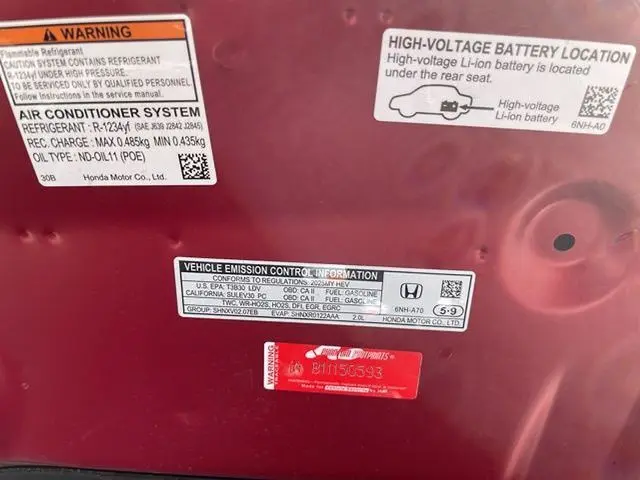 WARNING
Flammable Refrigerant
CAUTION SYSTEM CONTAINS REFRIGERANT
R-1234yf UNDER HIGH PRESSURE.
TO BE SERVICED ONLY BY QUALIFIED PERSONNEL
Follow instructions in the service manual.
AIR CONDITIONER SYSTEM
REFRIGERANT : R-1234yf (SAE J639 J2842 J2845)
REC. CHARGE : MAX 0.485kg MIN 0.435kg
OIL TYPE : ND-OIL11 (POE)
30B Honda Motor Co., Ltd.
HIGH-VOLTAGE BATTERY LOCATION
High-voltage Li-ion battery is located
under the rear seat.
High-voltage
Li-ion battery
6NH-A0
VEHICLE EMISSION CONTROL INFORMATION
CONFORMS TO REGULATIONS: 2025MY HEV
U.S. EPA: T3B30 LDV OBD: CA II FUEL: GASOLINE
CALIFORNIA: SULEV30 PC OBD: CA II FUEL: GASOLINE
TWC, WR-HO2S, HO2S, DFI, EGR, EGRC
GROUP: SHNXV02.07EB EVAP: SHNXR0122AAA 2.0L
6NH-A70 5-9
HONDA MOTOR CO., LTD.
WARNING
B11150593